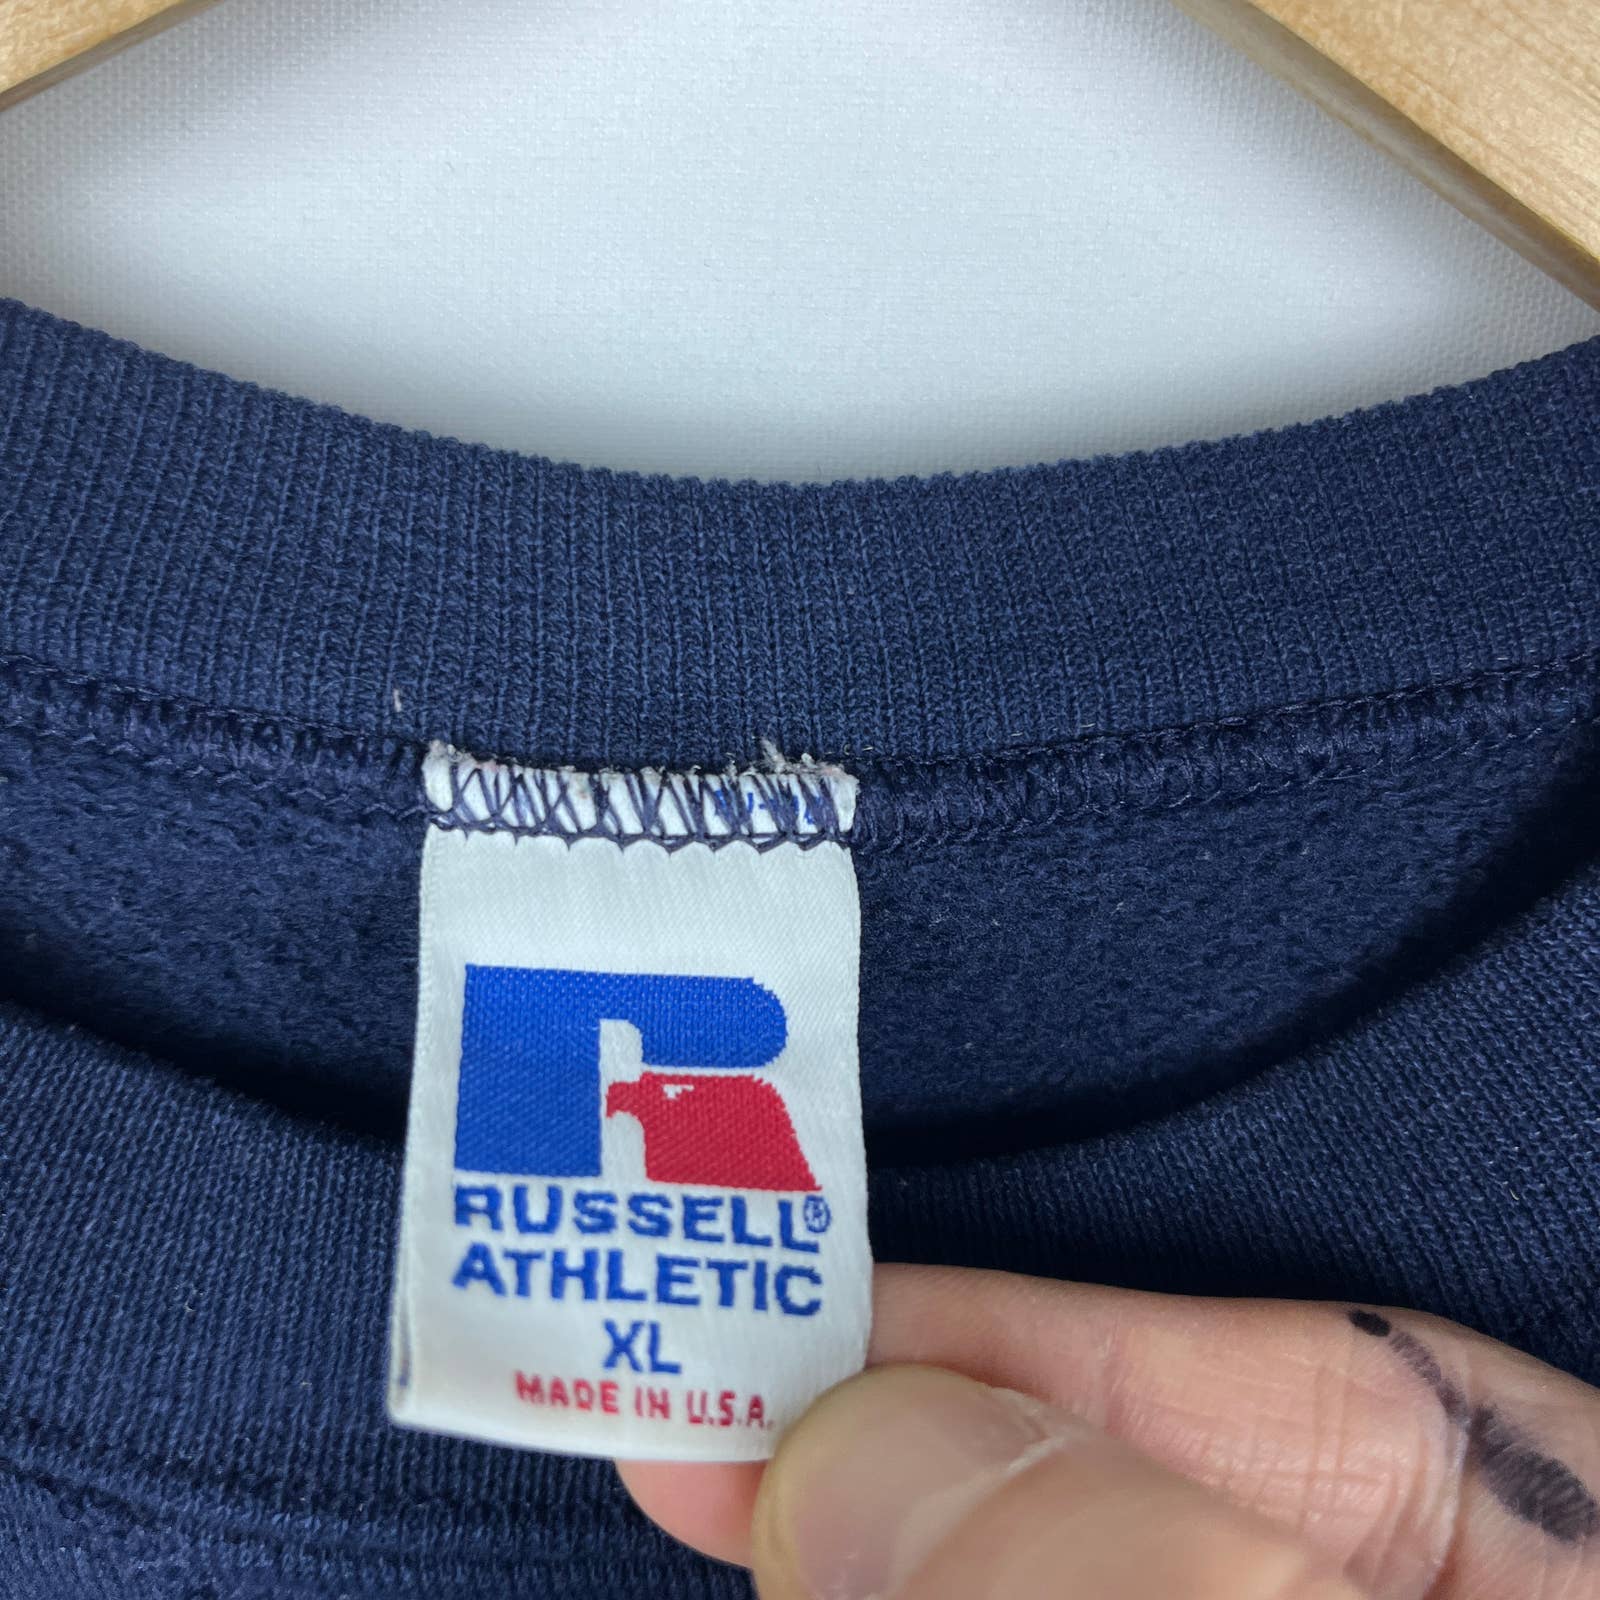 RUSSELL®
ATHLETIC
XL
MADE IN U.S.A.